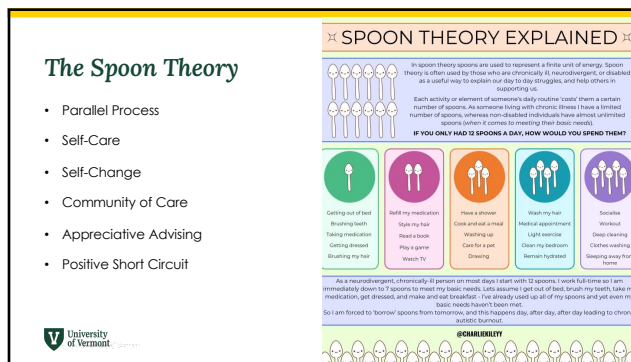 The Spoon Theory
• Parallel Process
• Self-Care
• Self-Change
• Community of Care
• Appreciative Advising
• Positive Short Circuit
University
of Vermont
SPOON THEORY EXPLAINED
In spoon theory spoons are used to represent a finite unit of energy. Spoon
theory is often used by those who are chronically ill, neurodivergent, or disabled
as a useful way to explain our day to day struggles, and help others in
supporting us.
Each activity or element of someone's daily routine 'costs' them a certain
number of spoons. As someone living with chronic illness I have a limited
number of spoons, whereas non-disabled individuals have almost unlimited
spoons (when it comes to meeting their basic needs).
IF YOU ONLY HAD 12 SPOONS A DAY, HOW WOULD YOU SPEND THEM?
Getting out of bed
Brushing teeth
Taking medication
Getting dressed
Brushing my hair
Refill my medication
Style my hair
Read a book
Play a game
Watch TV
Have a shower
Cook and eat a meal
Washing up
Care for a pet
Drawing
Wash my hair
Medical appointment
Light exercise
Clean my bedroom
Remain hydrated
Socialise
Workout
Deep cleaning
Clothes washing
Sleeping away from
home
As a neurodivergent, chronically-ill person on most days I start with 12 spoons. I work full-time so I am
immediately down to 7 spoons to meet my basic needs. Lets assume I get out of bed, brush my teeth, take m
medication, get dressed, and make and eat breakfast - I've already used up all of my spoons and yet even m
basic needs haven't been met.
So I am forced to 'borrow' spoons from tomorrow, and this happens day, after day, after day leading to chron
autistic burnout.
@CHARLIEKILEYY